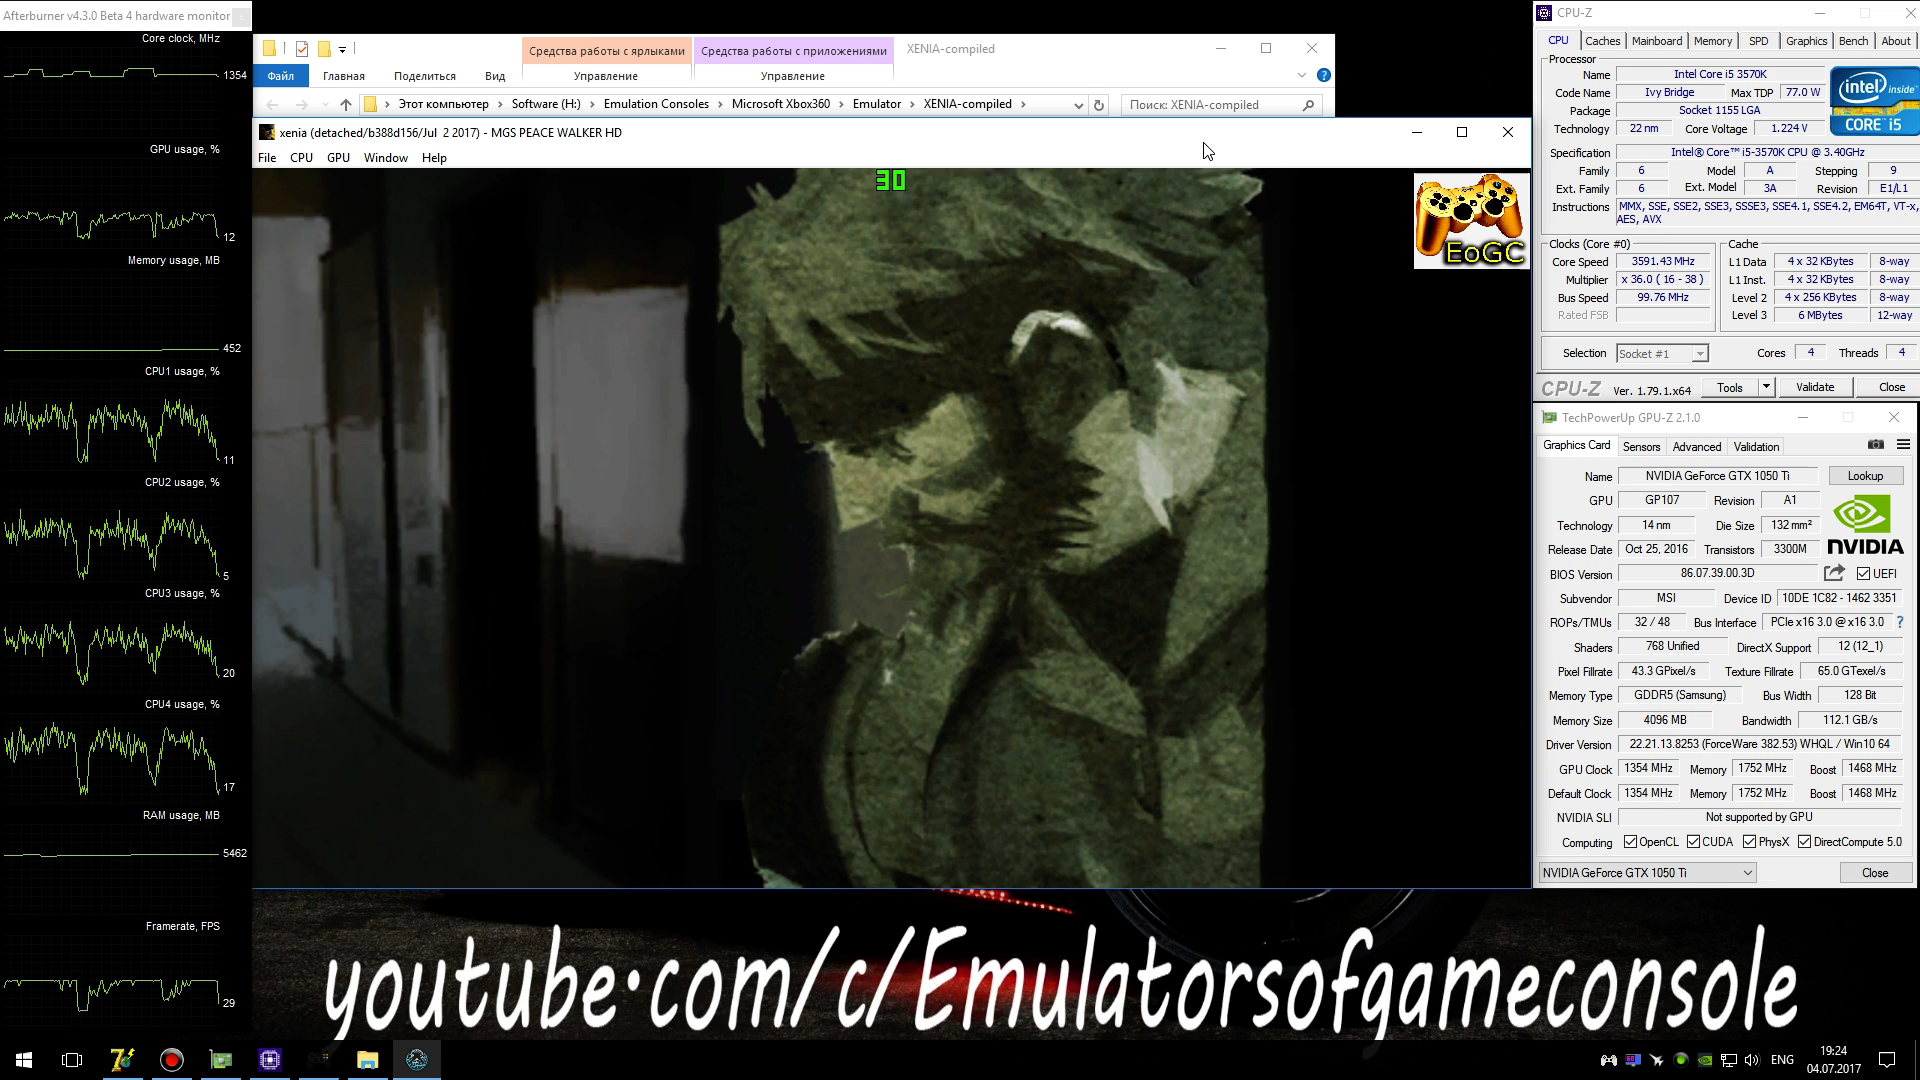 Afterburner v4.3.0 Beta 4 hardware monitor
Core clock, MHz
1354
GPU usage, %
12
Memory usage, MB
452
CPU1 usage, %
11
CPU2 usage, %
5
CPU3 usage, %
20
CPU4 usage, %
17
RAM usage, MB
5462
Framerate, FPS
29
Средства работы с ярлыками
Средства работы с приложениями
XENIA-compiled
Файл
Главная
Поделиться
Вид
Управление
Управление
Этот компьютер > Software (H:) > Emulation Consoles > Microsoft Xbox360 > Emulator > XENIA-compiled >
Поиск: XENIA-compiled
xenia (detached/b388d156/Jul 2 2017) - MGS PEACE WALKER HD
File CPU GPU Window Help
30
EoGC
youtube.com/c/Emulatorsofgameconsole
CPU-Z
CPU Caches Mainboard Memory SPD Graphics Bench About
Processor
Name Intel Core i5 3570K
Code Name Ivy Bridge Max TDP 77.0 W
Package Socket 1155 LGA
Technology 22 nm Core Voltage 1.224 V
intel inside™
CORE i5
Specification Intel® Core™ i5-3570K CPU @ 3.40GHz
Family 6 Model A Stepping 9
Ext. Family 6 Ext. Model 3A Revision E1/L1
Instructions MMX, SSE, SSE2, SSE3, SSSE3, SSE4.1, SSE4.2, EM64T, VT-x,
AES, AVX
Clocks (Core #0)
Core Speed 3591.43 MHz
Multiplier x 36.0 ( 16 - 38 )
Bus Speed 99.76 MHz
Rated FSB
Cache
L1 Data 4 x 32 KBytes 8-way
L1 Inst. 4 x 32 KBytes 8-way
Level 2 4 x 256 KBytes 8-way
Level 3 6 MBytes 12-way
Selection Socket #1 Cores 4 Threads 4
CPU-Z Ver. 1.79.1.x64 Tools Validate Close
TechPowerUp GPU-Z 2.1.0
Graphics Card Sensors Advanced Validation
Name NVIDIA GeForce GTX 1050 Ti Lookup
GPU GP107 Revision A1
Technology 14 nm Die Size 132 mm²
Release Date Oct 25, 2016 Transistors 3300M
NVIDIA
BIOS Version 86.07.39.00.3D UEFI
Subvendor MSI Device ID 10DE 1C82 - 1462 3351
ROPs/TMUs 32 / 48 Bus Interface PCIe x16 3.0 @ x16 3.0 ?
Shaders 768 Unified DirectX Support 12 (12_1)
Pixel Fillrate 43.3 GPixel/s Texture Fillrate 65.0 GTexel/s
Memory Type GDDR5 (Samsung) Bus Width 128 Bit
Memory Size 4096 MB Bandwidth 112.1 GB/s
Driver Version 22.21.13.8253 (ForceWare 382.53) WHQL / Win10 64
GPU Clock 1354 MHz Memory 1752 MHz Boost 1468 MHz
Default Clock 1354 MHz Memory 1752 MHz Boost 1468 MHz
NVIDIA SLI Not supported by GPU
Computing OpenCL CUDA PhysX DirectCompute 5.0
NVIDIA GeForce GTX 1050 Ti Close
ENG
19:24
04.07.2017